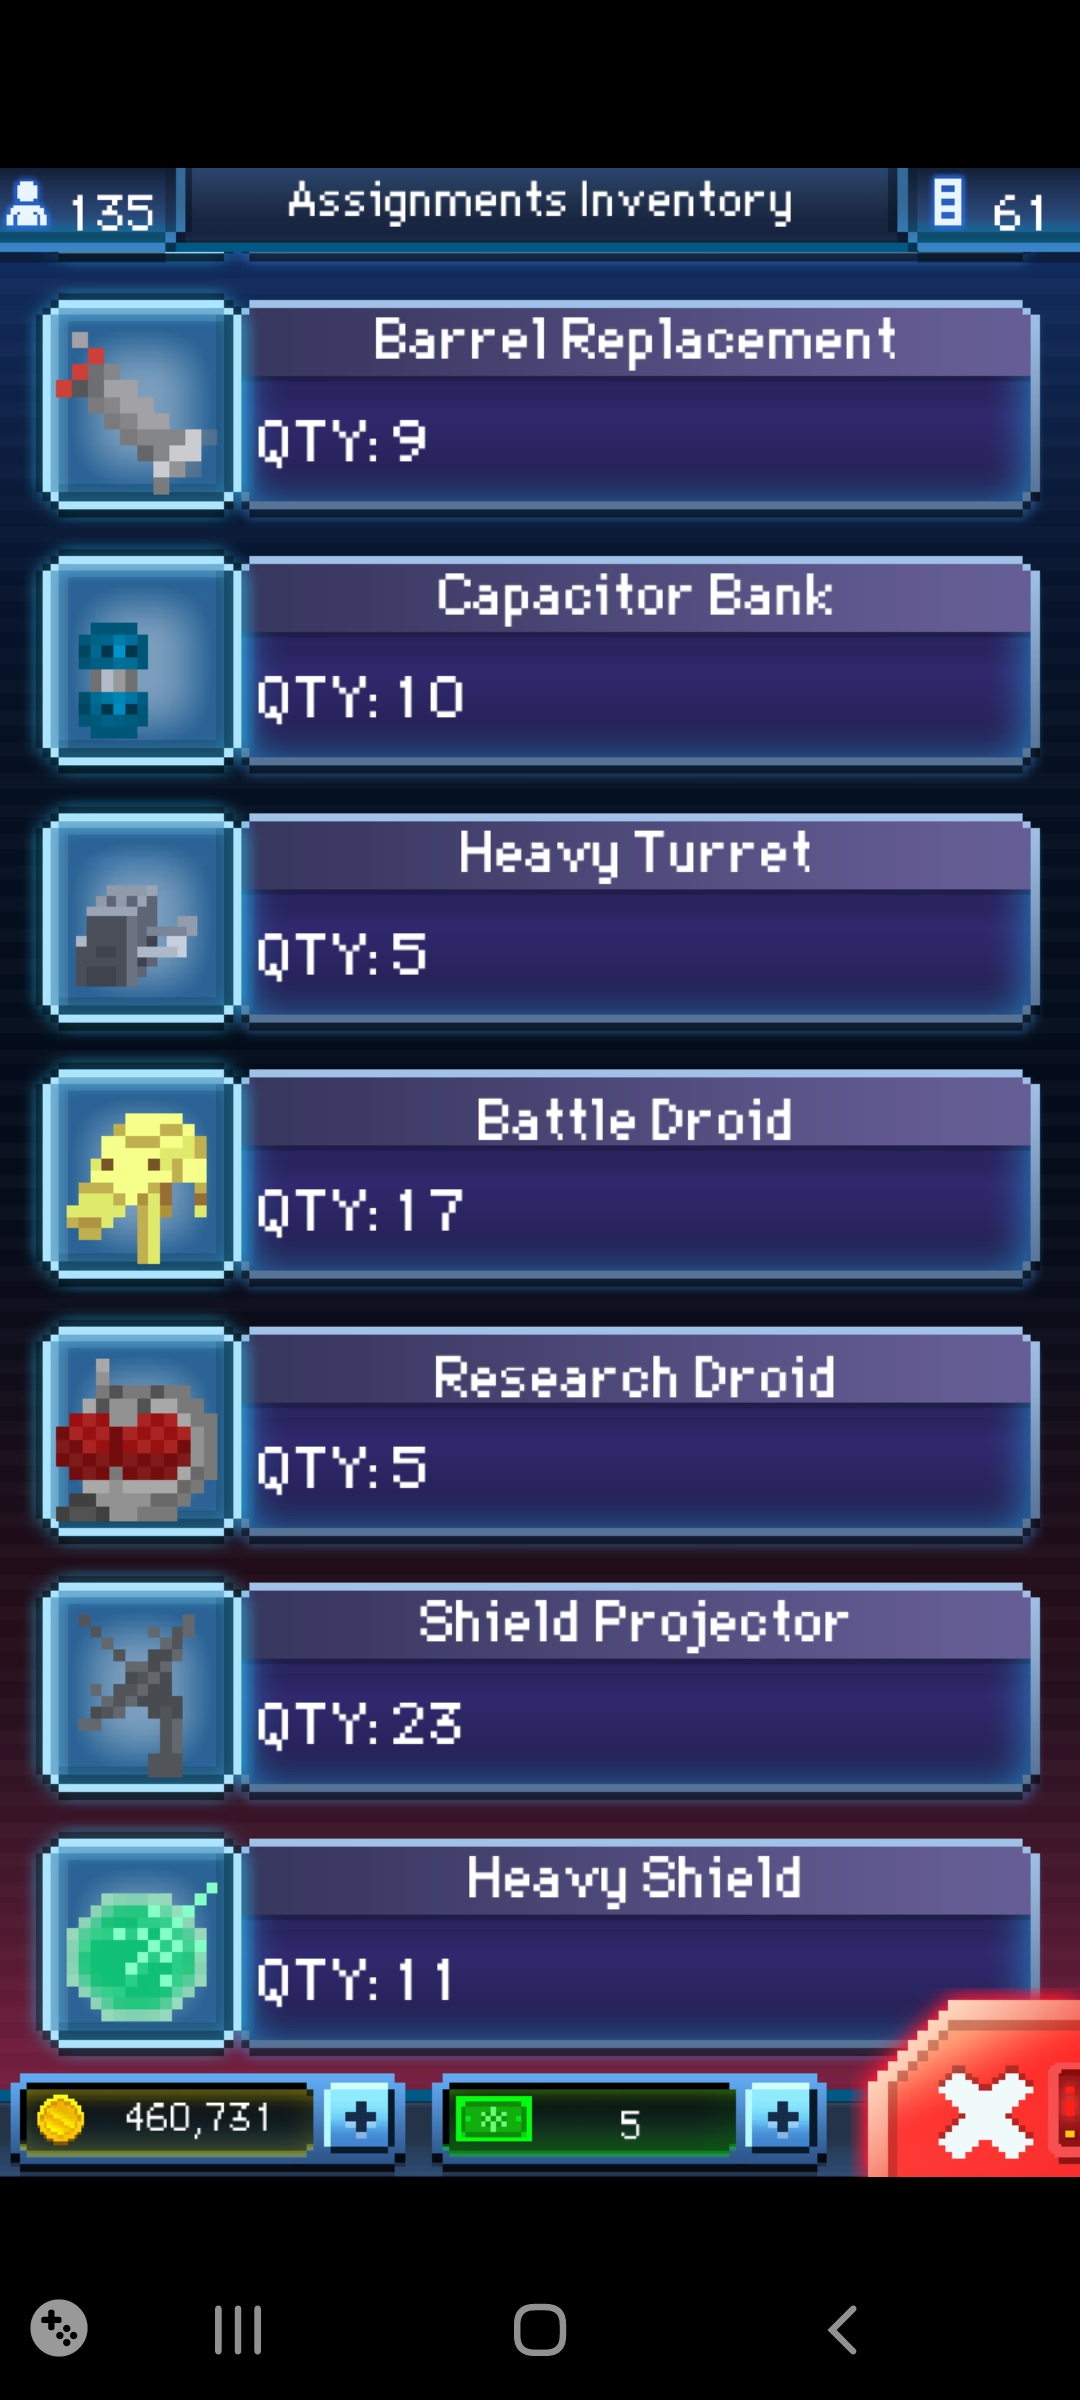 135
Assignments Inventory
61
Barrel Replacement
QTY: 9
Capacitor Bank
QTY: 10
Heavy Turret
QTY: 5
Battle Droid
QTY: 17
Research Droid
QTY: 5
Shield Projector
QTY: 23
Heavy Shield
QTY: 11
460,731
5